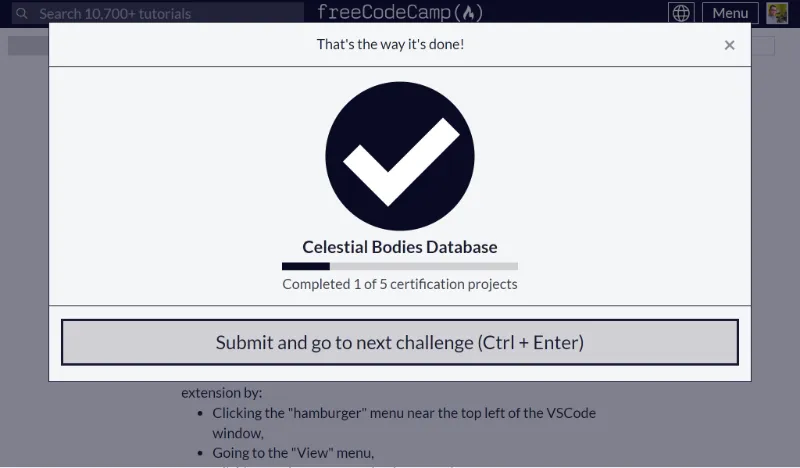 Search 10,700+ tutorials
freeCodeCamp
Menu
That's the way it's done!
×
Celestial Bodies Database
Completed 1 of 5 certification projects
Submit and go to next challenge (Ctrl + Enter)
extension by:
• Clicking the "hamburger" menu near the top left of the VSCode
window,
• Going to the "View" menu,